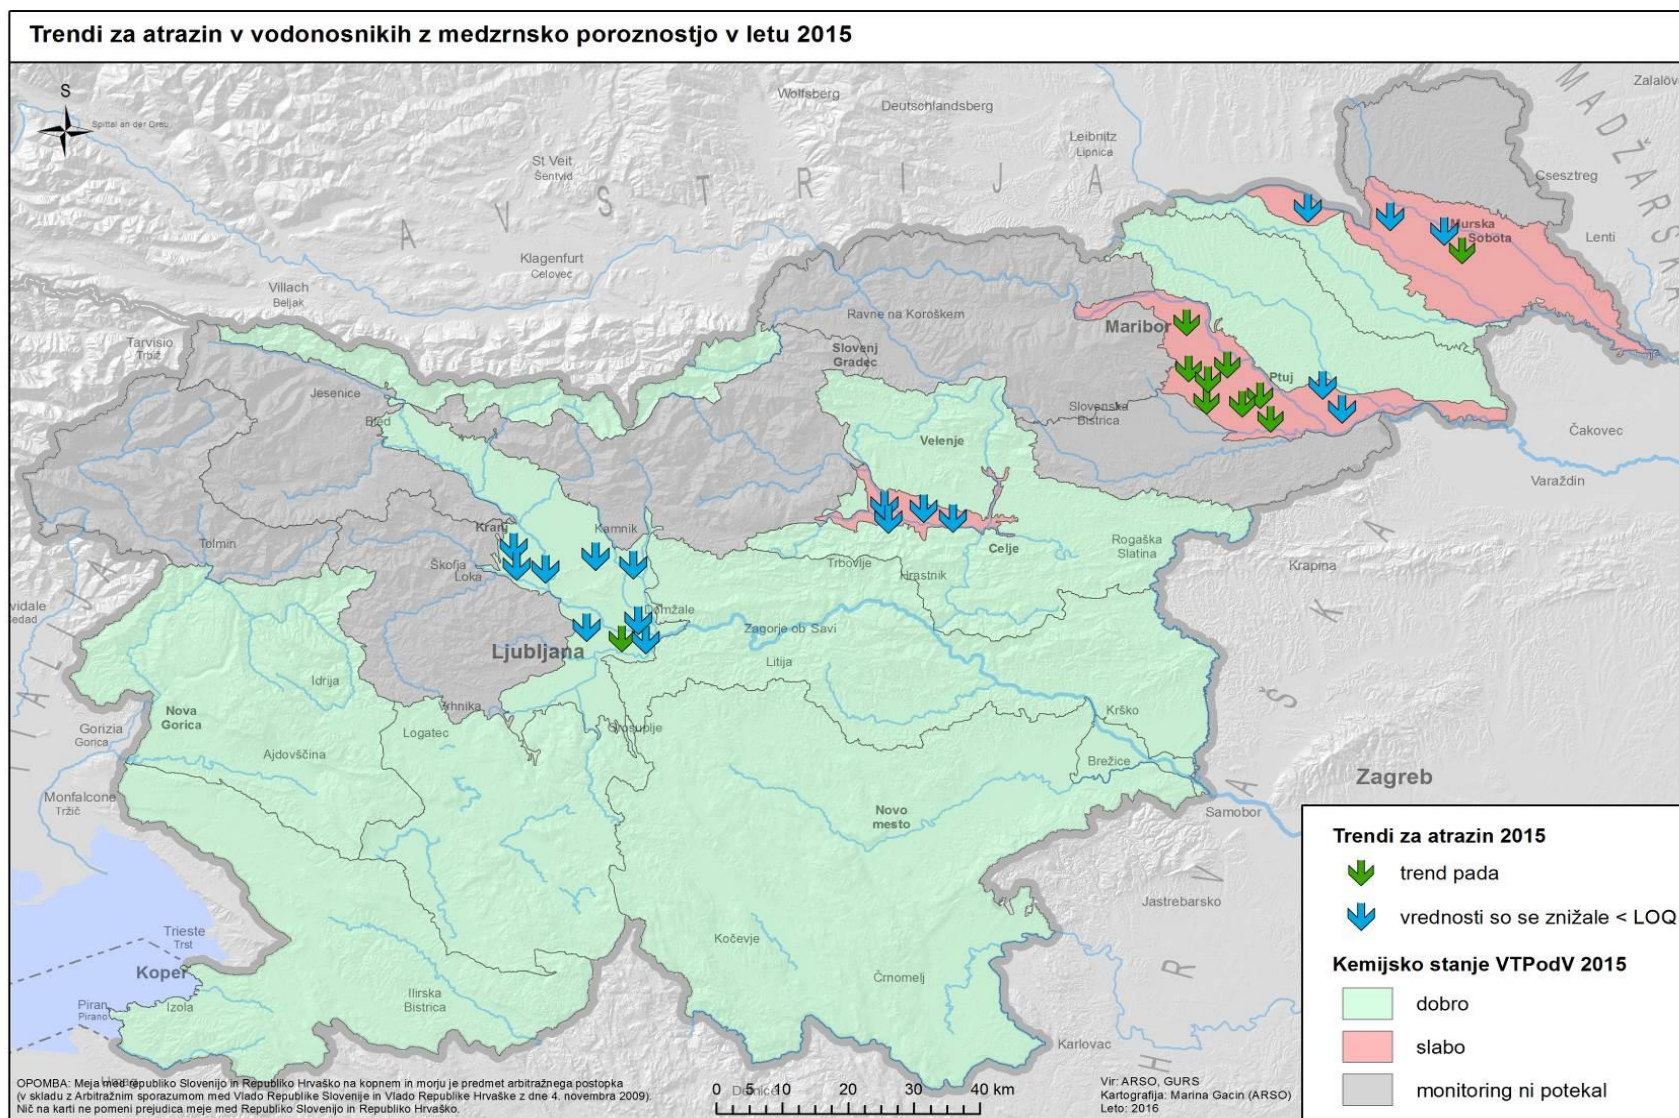 Trendi za atrazin v vodonosnikih z medzrnsko poroznostjo v letu 2015
S
Spittal an der Drau
Wolfsberg
Deutschlandsberg
Leibnitz
Lipnica
St Veit
Šentvid
AVSTRIJA
MADŽARSKA
Csesztreg
Lenti
Klagenfurt
Celovec
Villach
Beljak
Tarvisio
Trbiž
Ravne na Koroškem
Slovenj
Gradec
Maribor
Murska
Sobota
Ptuj
Slovenska
Bistrica
Čakovec
Varaždin
Jesenice
Bled
Velenje
Kranj
Kamnik
Tolmin
Škofja
Loka
Celje
Rogaška
Slatina
Krapina
Trbovlje
Hrastnik
Domžale
Zagorje ob Savi
Ljubljana
Litija
Idrija
ITALIJA
HRVAŠKA
Nova
Gorica
Gorizia
Gorica
Vrhnika
Logatec
Grosuplje
Ajdovščina
Krško
Brežice
Zagreb
Samobor
Monfalcone
Tržič
Novo
mesto
Jastrebarsko
Trieste
Trst
Koper
Kočevje
Črnomelj
Piran
Pirano
Izola
Ilirska
Bistrica
Karlovac
Trendi za atrazin 2015
trend pada
vrednosti so se znižale < LOQ
Kemijsko stanje VTPodV 2015
dobro
slabo
monitoring ni potekal
OPOMBA: Meja med Republiko Slovenijo in Republiko Hrvaško na kopnem in morju je predmet arbitražnega postopka
(v skladu z Arbitražnim sporazumom med Vlado Republike Slovenije in Vlado Republike Hrvaške z dne 4. novembra 2009).
Nič na karti ne pomeni prejudica meje med Republiko Slovenijo in Republiko Hrvaško.
0 5 10 20 30 40 km
Vir: ARSO, GURS
Kartografija: Marina Gacin (ARSO)
Leto: 2016